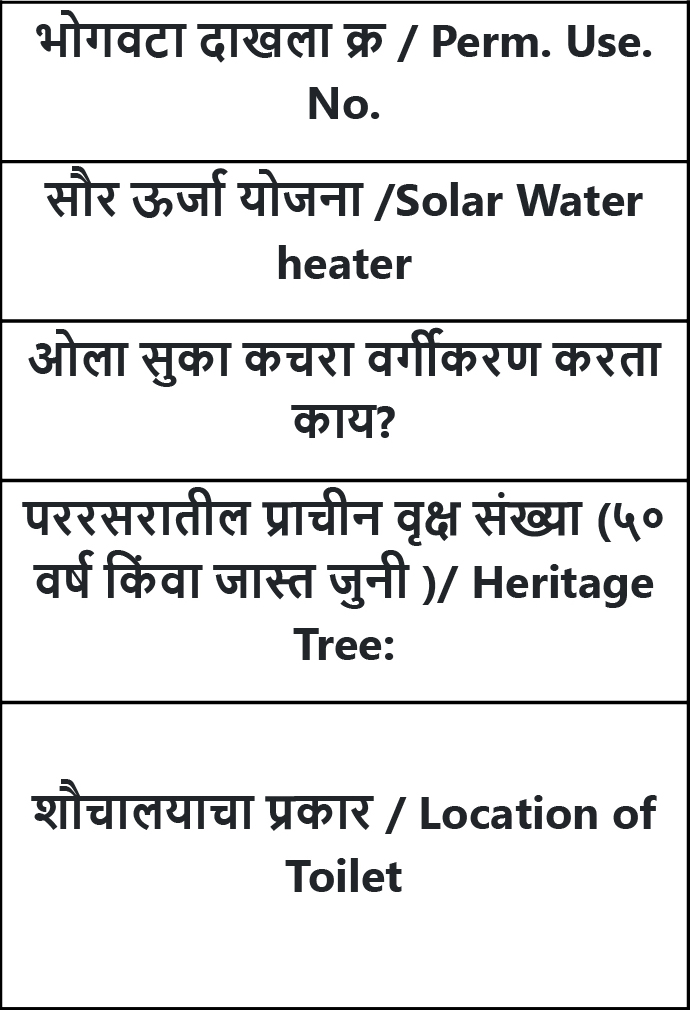 भोगवटा दाखला क्र / Perm. Use.
No.
सौर ऊर्जा योजना /Solar Water
heater
ओला सुका कचरा वर्गीकरण करता
काय?
पररसरातील प्राचीन वृक्ष संख्या (५०
वर्ष किंवा जास्त जुनी )/ Heritage
Tree:
शौचालयाचा प्रकार / Location of
Toilet